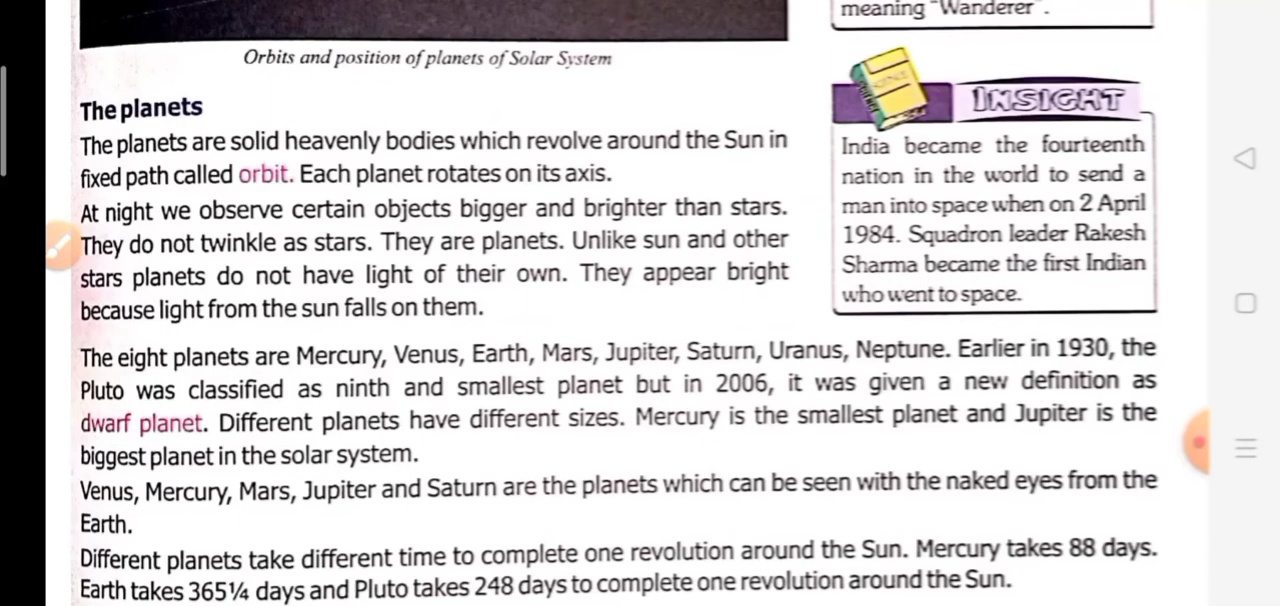 meaning "Wanderer".
Orbits and position of planets of Solar System
INSIGHT
India became the fourteenth
nation in the world to send a
man into space when on 2 April
1984. Squadron leader Rakesh
Sharma became the first Indian
who went to space.
The planets
The planets are solid heavenly bodies which revolve around the Sun in
fixed path called orbit. Each planet rotates on its axis.
At night we observe certain objects bigger and brighter than stars.
They do not twinkle as stars. They are planets. Unlike sun and other
stars planets do not have light of their own. They appear bright
because light from the sun falls on them.
The eight planets are Mercury, Venus, Earth, Mars, Jupiter, Saturn, Uranus, Neptune. Earlier in 1930, the
Pluto was classified as ninth and smallest planet but in 2006, it was given a new definition as
dwarf planet. Different planets have different sizes. Mercury is the smallest planet and Jupiter is the
biggest planet in the solar system.
Venus, Mercury, Mars, Jupiter and Saturn are the planets which can be seen with the naked eyes from the
Earth.
Different planets take different time to complete one revolution around the Sun. Mercury takes 88 days.
Earth takes 365¼ days and Pluto takes 248 days to complete one revolution around the Sun.